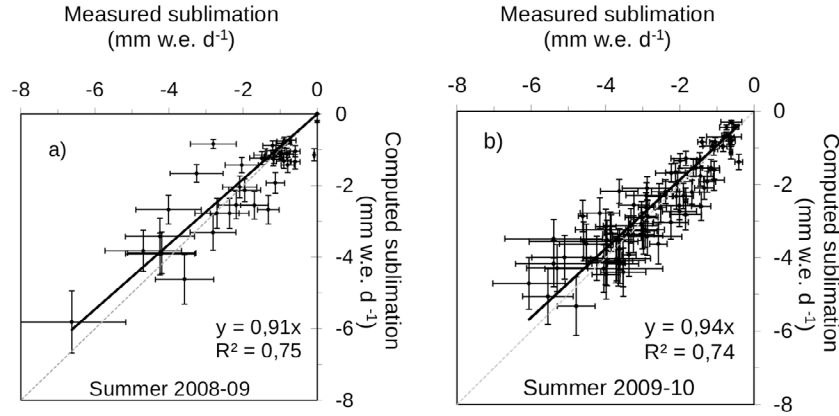 Measured sublimation
(mm w.e. d-1)
-8 -6 -4 -2 0
0
-2
-4
-6
-8
a)
Computed sublimation
(mm w.e. d -1)
y = 0,91x
R² = 0,75
Summer 2008-09
Measured sublimation
(mm w.e. d-1)
-8 -6 -4 -2 0
0
-2
-4
-6
-8
b)
Computed sublimation
(mm w.e. d -1)
y = 0,94x
R² = 0,74
Summer 2009-10